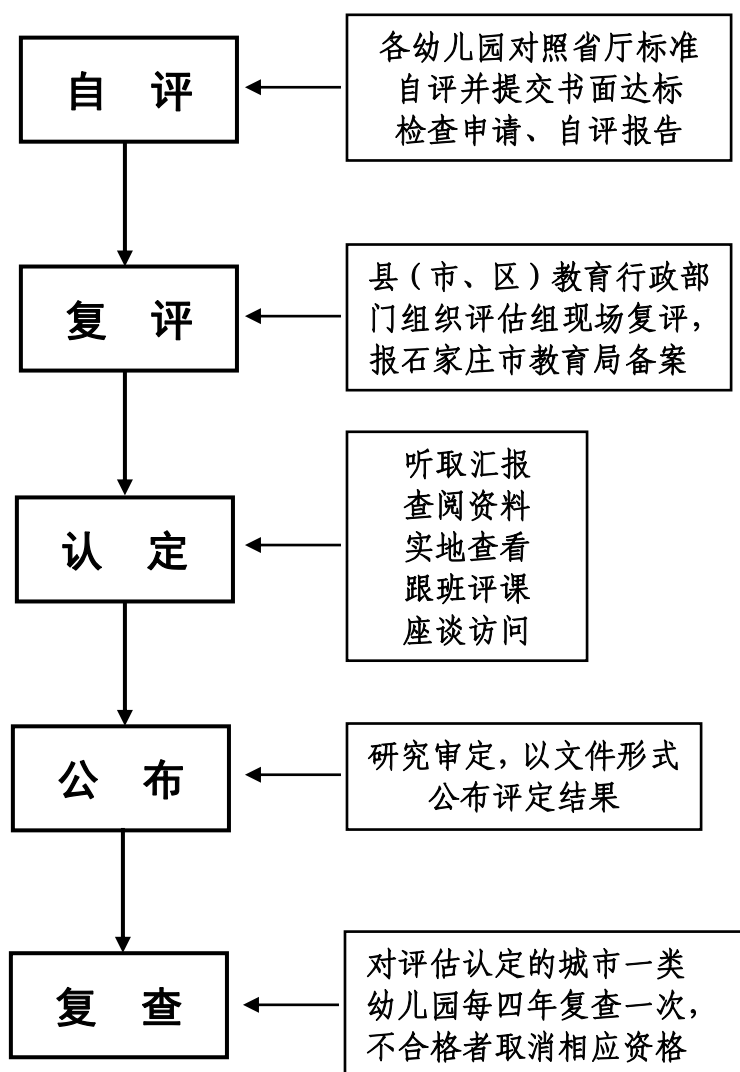 自 评
各幼儿园对照省厅标准
自评并提交书面达标
检查申请、自评报告
复 评
县（市、区）教育行政部
门组织评估组现场复评，
报石家庄市教育局备案
认 定
听取汇报
查阅资料
实地查看
跟班评课
座谈访问
公 布
研究审定，以文件形式
公布评定结果
复 查
对评估认定的城市一类
幼儿园每四年复查一次，
不合格者取消相应资格